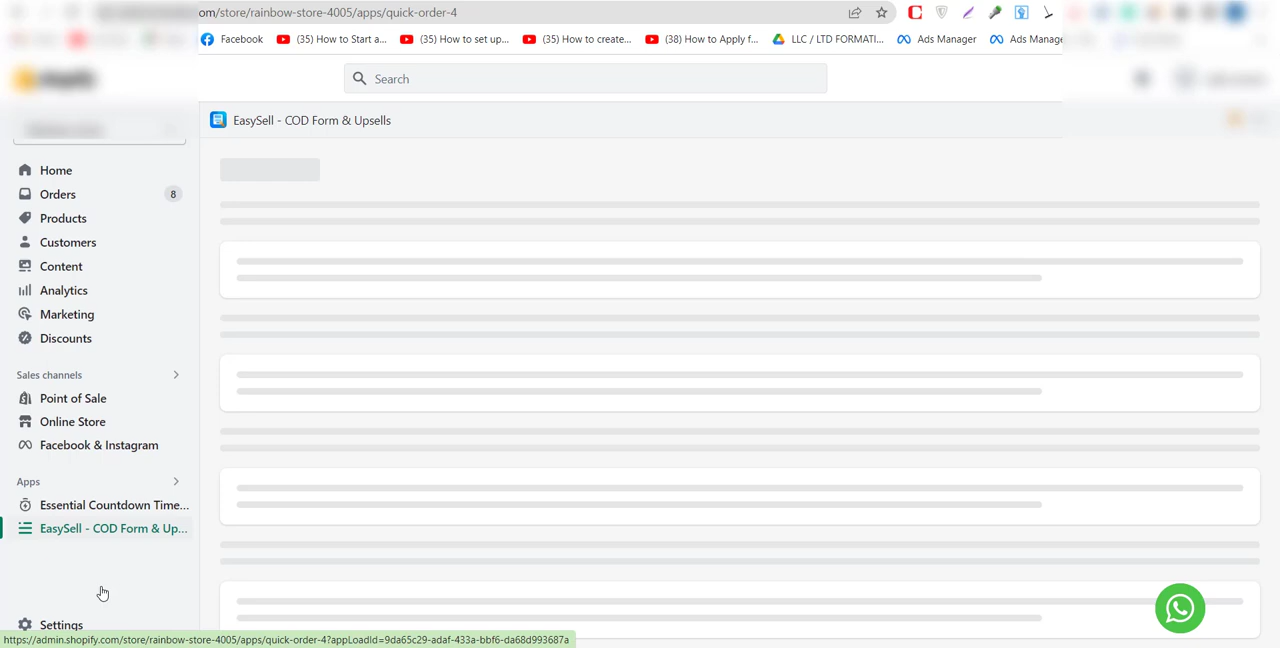 om/store/rainbow-store-4005/apps/quick-order-4
Facebook
(35) How to Start a...
(35) How to set up...
(35) How to create...
(38) How to Apply f...
LLC / LTD FORMATI...
Ads Manager
Ads Manage
Search
EasySell - COD Form & Upsells
Home
Orders 8
Products
Customers
Content
Analytics
Marketing
Discounts
Sales channels
Point of Sale
Online Store
Facebook & Instagram
Apps
Essential Countdown Time...
EasySell - COD Form & Up...
Settings
https://admin.shopify.com/store/rainbow-store-4005/apps/quick-order-4?appLoadId=9da65c29-adaf-433a-bbf6-da68d993687a